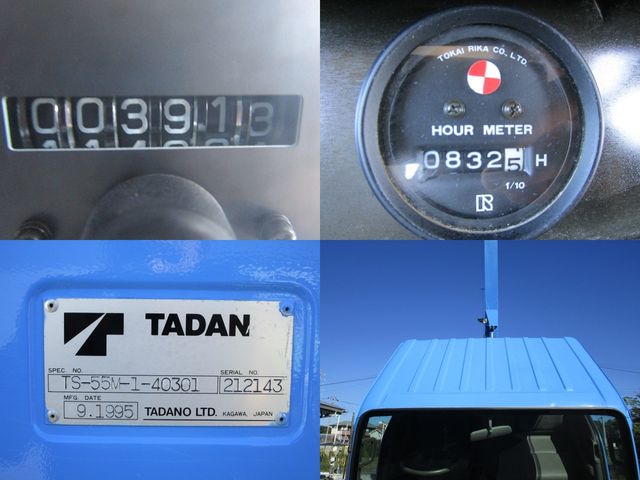 003913
TOKAI RIKA CO., LTD.
HOUR METER
08325 H
1/10
TADANO
SPEC. NO.
SERIAL NO.
TS-55M-1-40301
212143
MFG. DATE
9.1995
TADANO LTD. KAGAWA, JAPAN